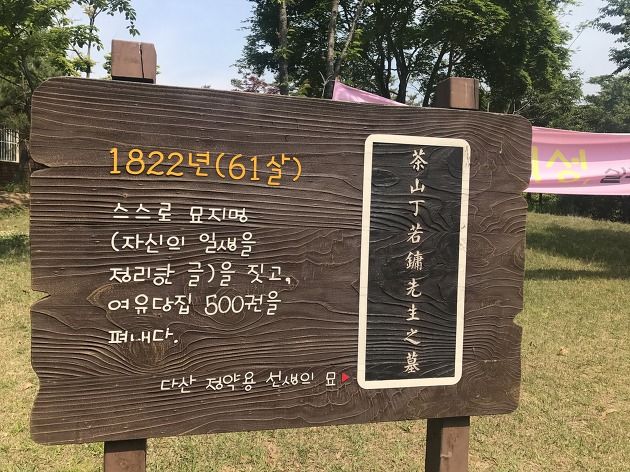 1822년(61살)
스스로 묘지명
(자신의 일생을
정리한 글)을 짓고,
여유당집 500권을
펴내다.
다산 정약용 선생의 묘
茶山丁若鏞先生之墓